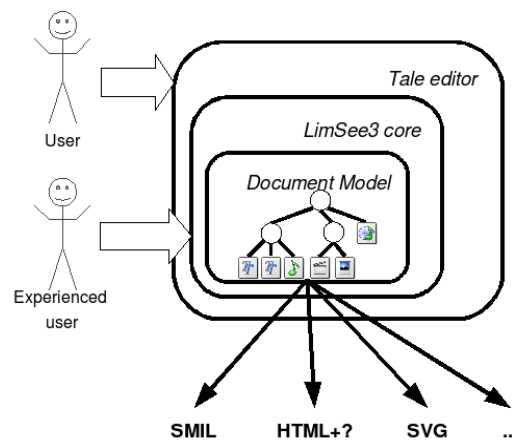 Tale editor
LimSee3 core
User
Document Model
Experienced
user
SMIL
HTML+?
SVG
..